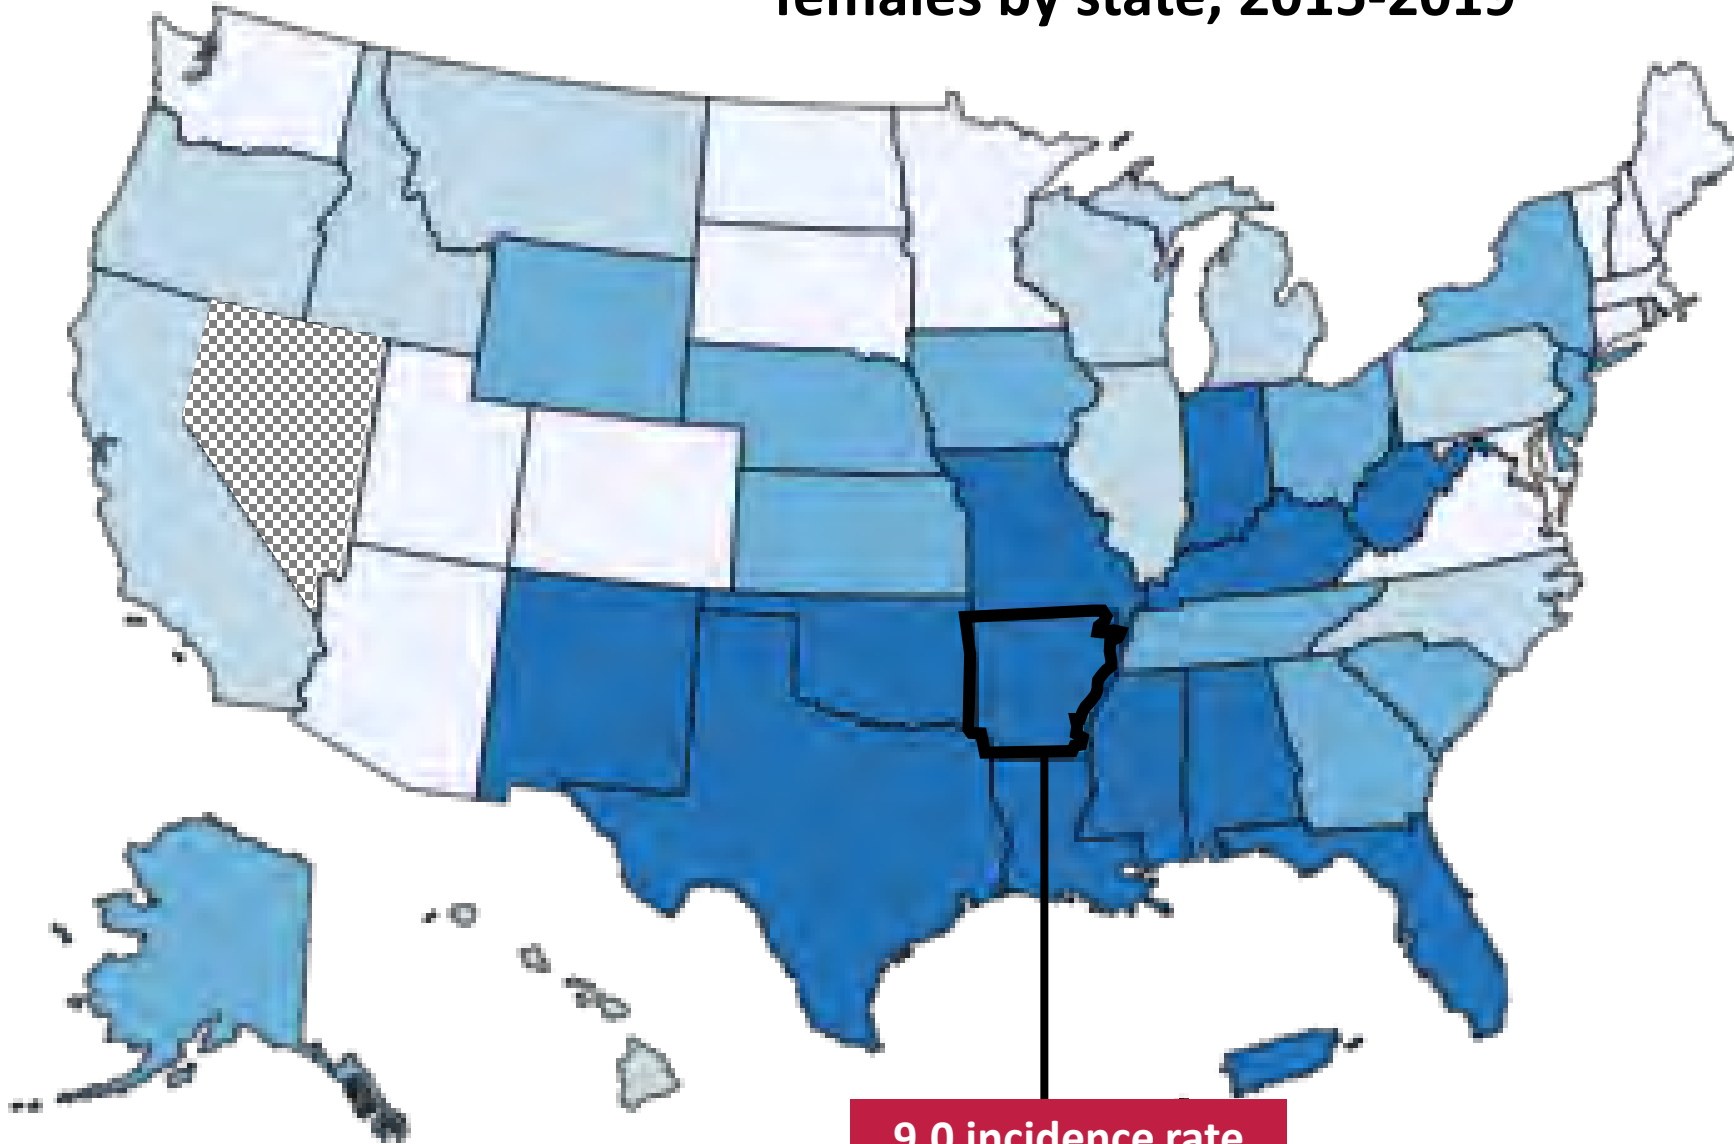 females by state, 2015-2019
9.0 incidence rate